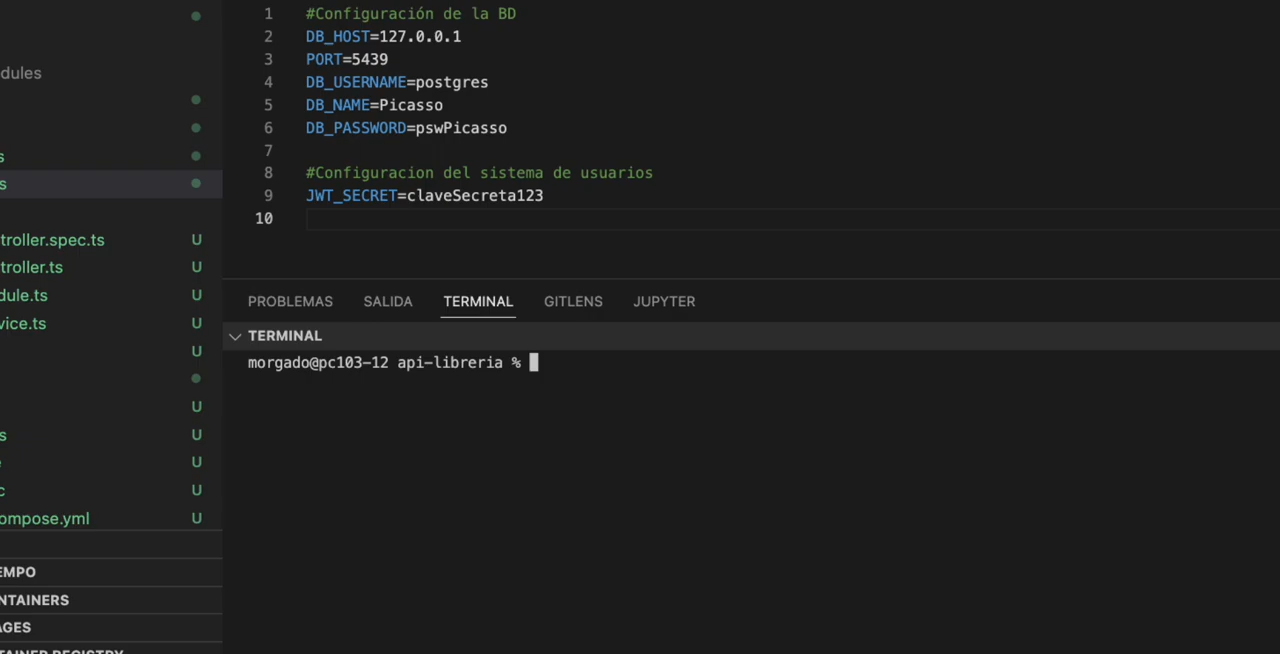 1 #Configuración de la BD
2 DB_HOST=127.0.0.1
3 PORT=5439
4 DB_USERNAME=postgres
5 DB_NAME=Picasso
6 DB_PASSWORD=pswPicasso
7
8 #Configuracion del sistema de usuarios
9 JWT_SECRET=claveSecreta123
10
dules
s
s
troller.spec.ts U
troller.ts U
dule.ts U
vice.ts U
U
U
s U
e U
c U
ompose.yml U
EMPO
NTAINERS
AGES
TAINER REGISTRY
PROBLEMAS SALIDA TERMINAL GITLENS JUPYTER
TERMINAL
morgado@pc103-12 api-libreria %